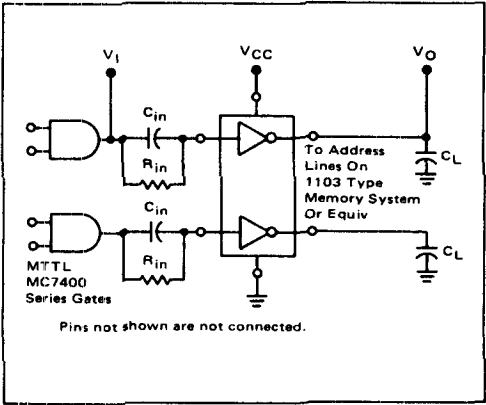 VI
VCC
VO
Cin
Rin
To Address
Lines On
1103 Type
Memory System
Or Equiv
CL
Cin
Rin
CL
MTTL
MC7400
Series Gates
Pins not shown are not connected.